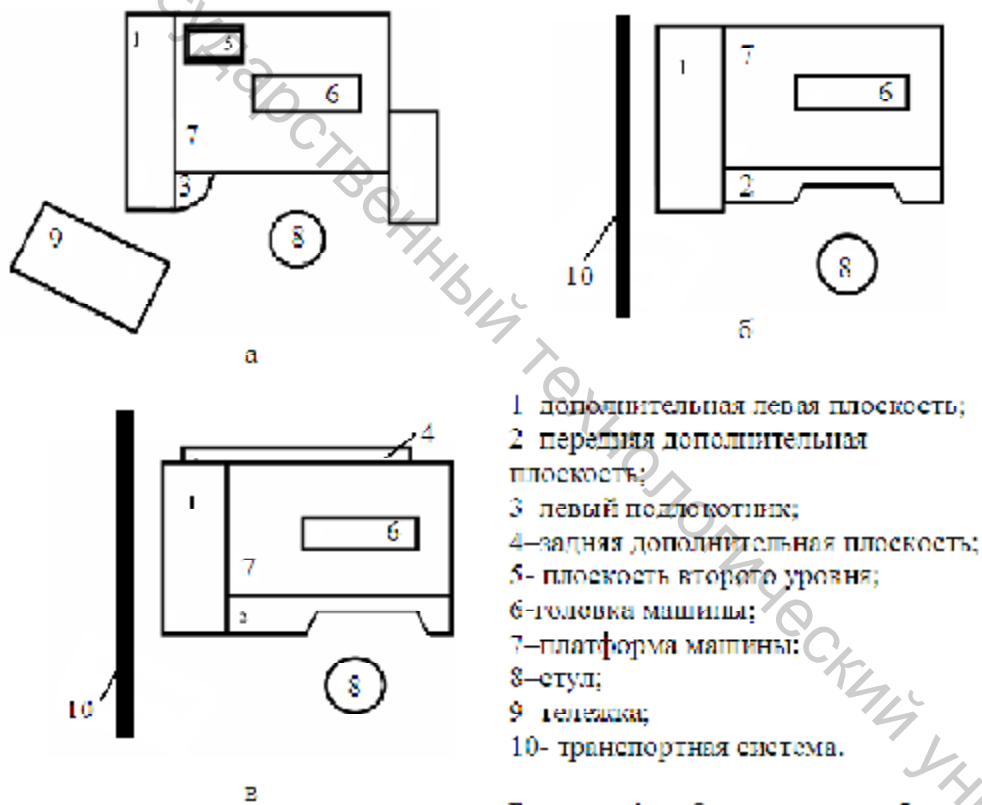 1
5
6
7
3
8
9
а
1
7
6
2
10
8
б
4
1
6
7
2
8
10
в
1 дополнительная левая плоскость;
2 передняя дополнительная
плоскость;
3 левый подлокотник;
4–задняя дополнительная плоскость;
5- плоскость второго уровня;
6-головка машины;
7–платформа машины;
8–стул;
9 тележка;
10- транспортная система.
государственный технологический